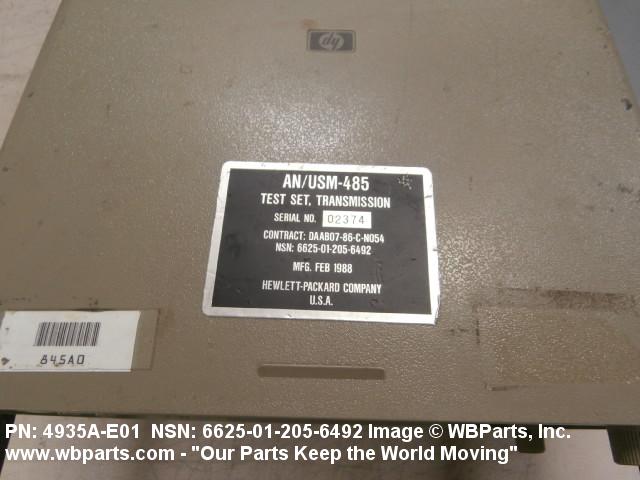 hp
AN/USM-485
TEST SET, TRANSMISSION
SERIAL NO. 02374
CONTRACT: DAAB07-86-C-N054
NSN: 6625-01-205-6492
MFG. FEB 1988
HEWLETT-PACKARD COMPANY
U.S.A.
845AD
PN: 4935A-E01 NSN: 6625-01-205-6492 Image © WBParts, Inc.
www.wbparts.com - "Our Parts Keep the World Moving"